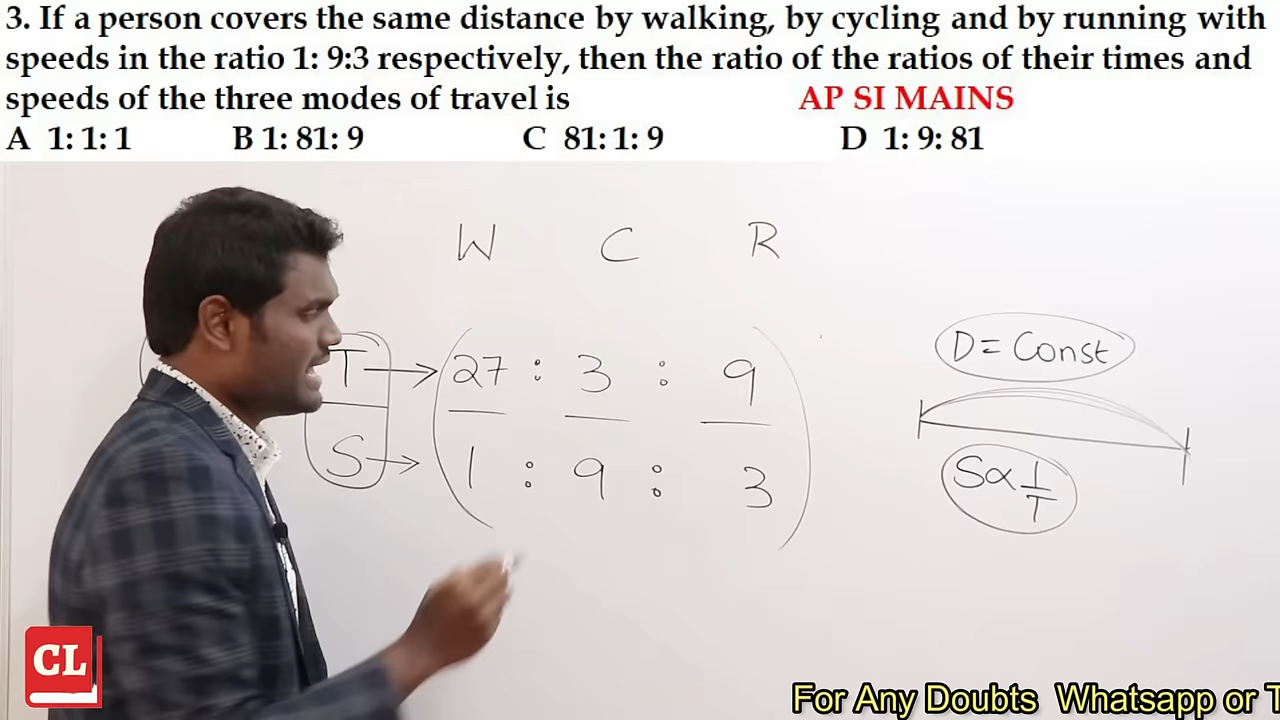 3. If a person covers the same distance by walking, by cycling and by running with
speeds in the ratio 1: 9:3 respectively, then the ratio of the ratios of their times and
speeds of the three modes of travel is AP SI MAINS
A 1: 1: 1 B 1: 81: 9 C 81: 1: 9 D 1: 9: 81
W C R
T → 27 : 3 : 9
S → 1 : 9 : 3
D = Const
S ∝ 1/T
CL
For Any Doubts Whatsapp or T